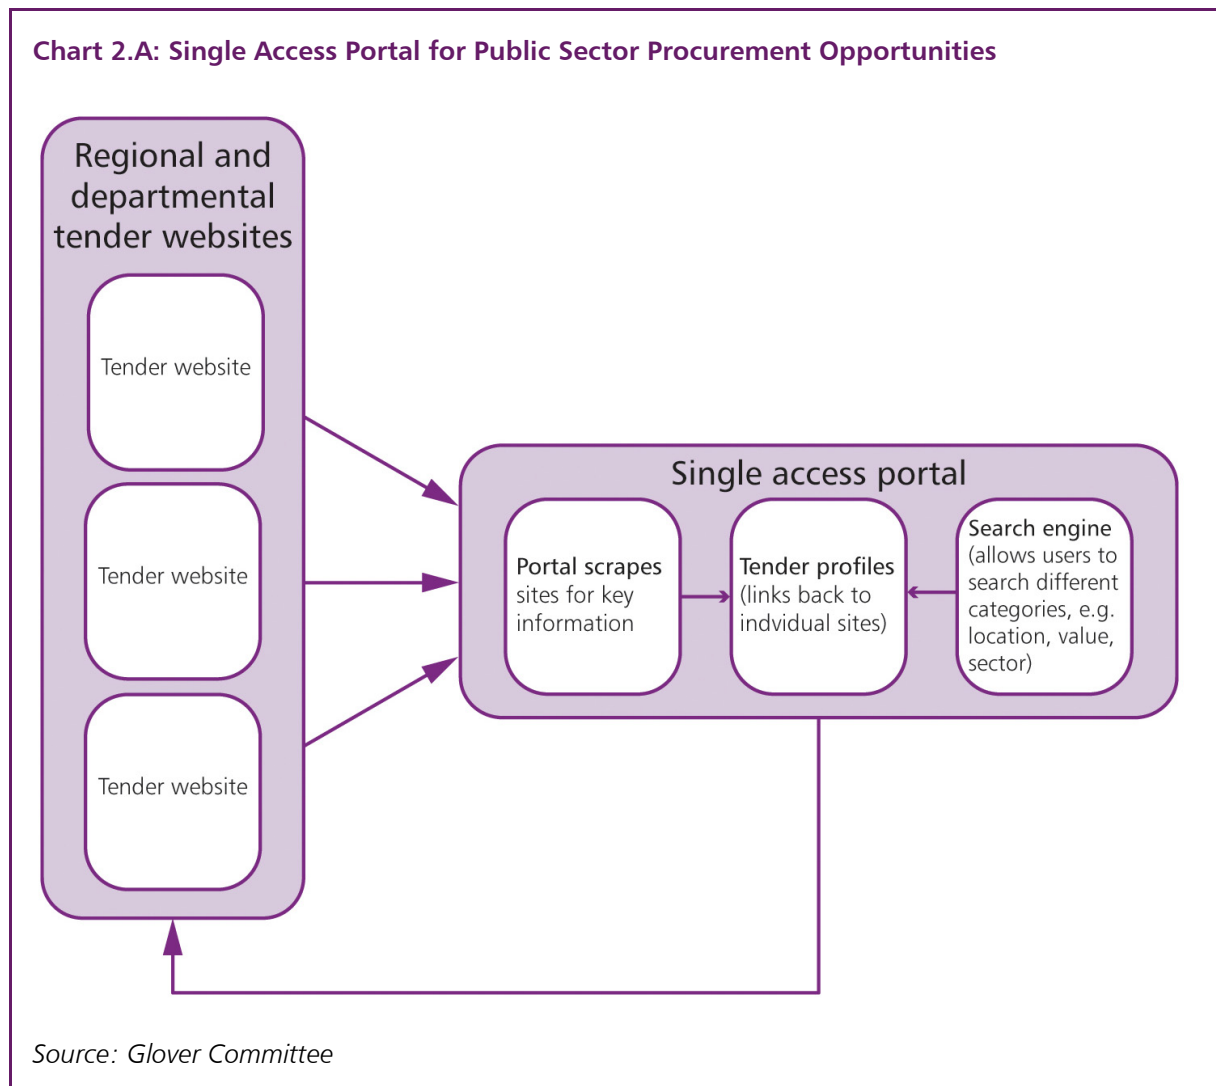 Chart 2.A: Single Access Portal for Public Sector Procurement Opportunities
Regional and
departmental
tender websites
Tender website
Tender website
Tender website
Single access portal
Portal scrapes
sites for key
information
Tender profiles
(links back to
indvidual sites)
Search engine
(allows users to
search different
categories, e.g.
location, value,
sector)
Source: Glover Committee